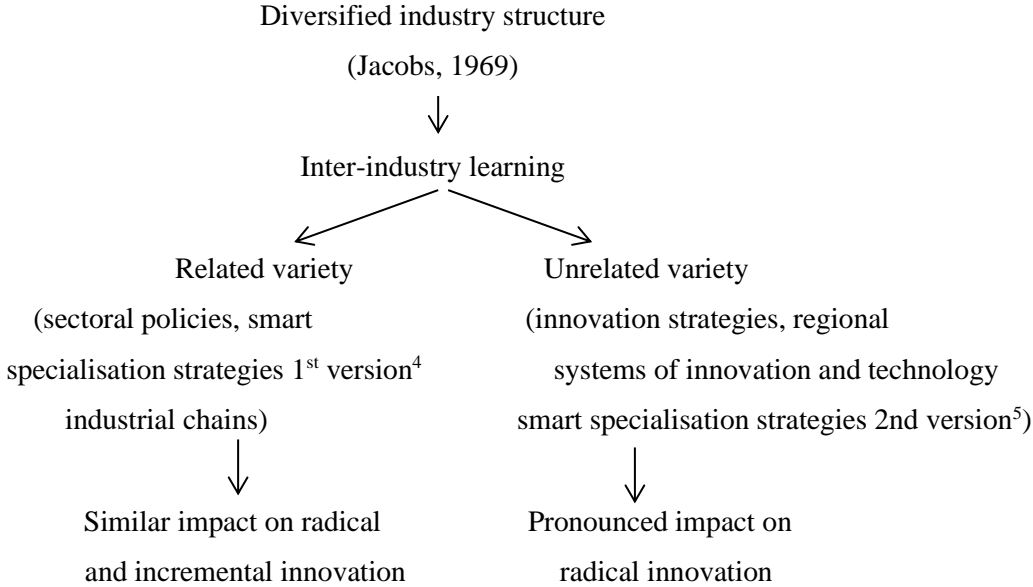 Diversified industry structure
(Jacobs, 1969)
Inter-industry learning
Related variety
(sectoral policies, smart
specialisation strategies 1st version4
industrial chains)
Similar impact on radical
and incremental innovation
Unrelated variety
(innovation strategies, regional
systems of innovation and technology
smart specialisation strategies 2nd version5)
Pronounced impact on
radical innovation